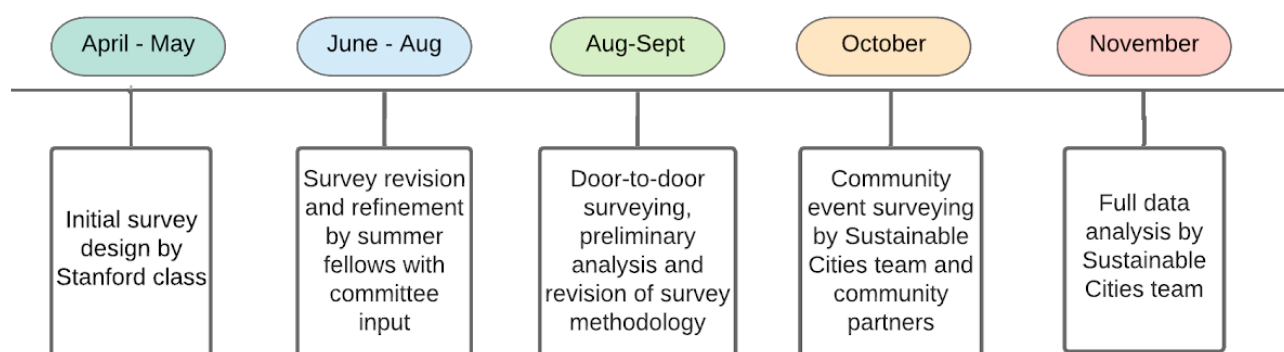 April - May
June - Aug
Aug-Sept
October
November
Initial survey
design by
Stanford class
Survey revision
and refinement
by summer
fellows with
committee
input
Door-to-door
surveying,
preliminary
analysis and
revision of survey
methodology
Community
event surveying
by Sustainable
Cities team and
community
partners
Full data
analysis by
Sustainable
Cities team